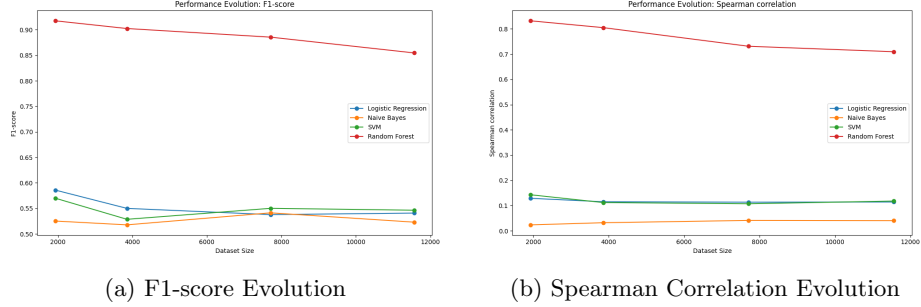 Performance Evolution: F1-score
F1-score
0.90
0.85
0.80
0.75
0.70
0.65
0.60
0.55
0.50
Logistic Regression
Naive Bayes
SVM
Random Forest
2000 4000 6000 8000 10000 12000
Dataset Size
(a) F1-score Evolution
Performance Evolution: Spearman correlation
Spearman correlation
0.8
0.7
0.6
0.5
0.4
0.3
0.2
0.1
0.0
Logistic Regression
Naive Bayes
SVM
Random Forest
2000 4000 6000 8000 10000 12000
Dataset Size
(b) Spearman Correlation Evolution